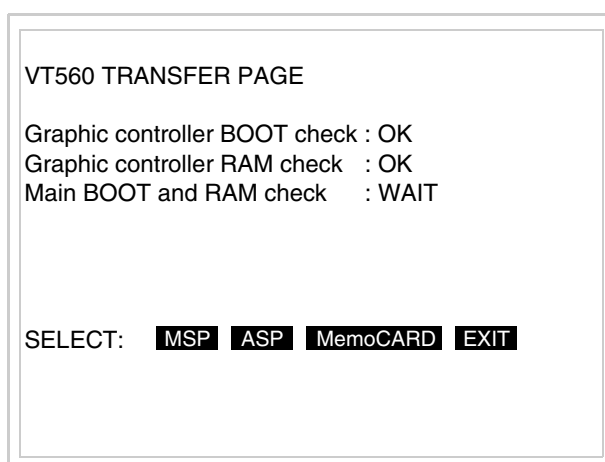 VT560 TRANSFER PAGE
Graphic controller BOOT check : OK
Graphic controller RAM check : OK
Main BOOT and RAM check : WAIT
SELECT: MSP ASP MemoCARD EXIT